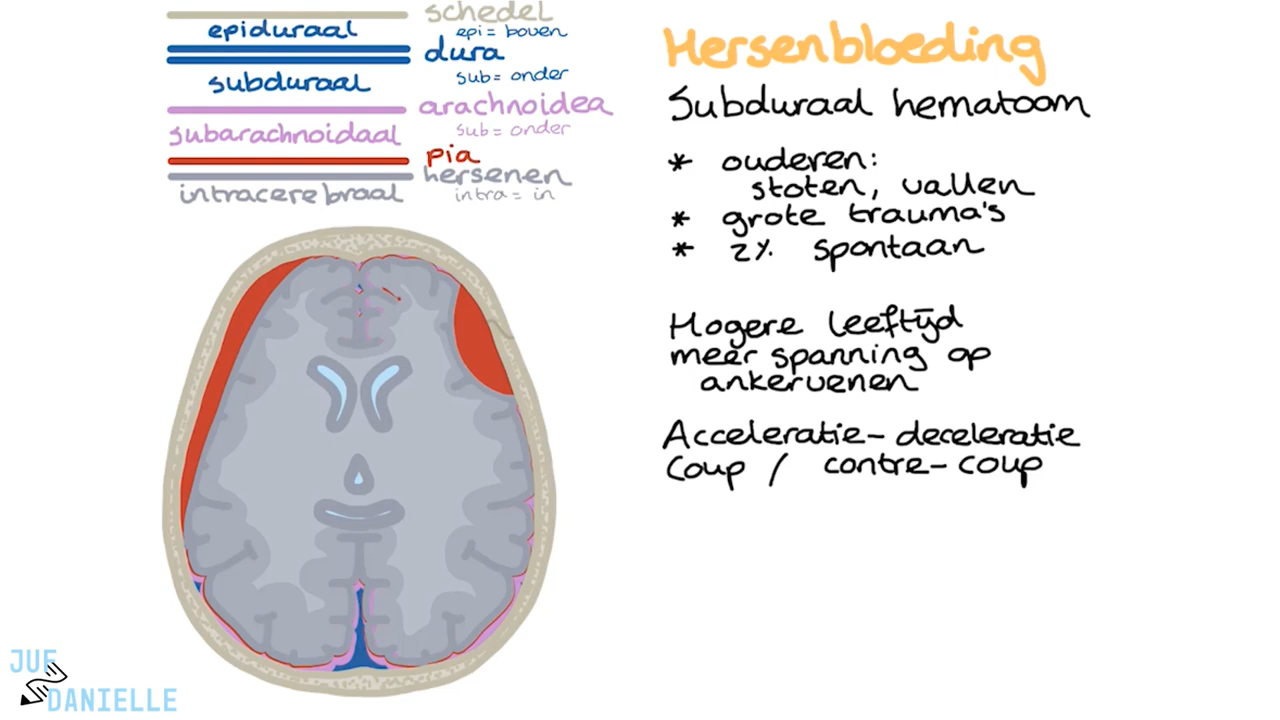 schedel
epiduraal
epi = boven
dura
subduraal
sub = onder
arachnoidea
subarachnoidaal
sub = onder
pia
hersenen
intracerebraal
intra = in
Hersenbloeding
Subduraal hematoom
* ouderen:
stoten, vallen
* grote trauma's
* 2% spontaan
Hogere leeftijd
meer spanning op
ankervenen
Acceleratie-deceleratie
Coup / contre-coup
JUF
DANIELLE